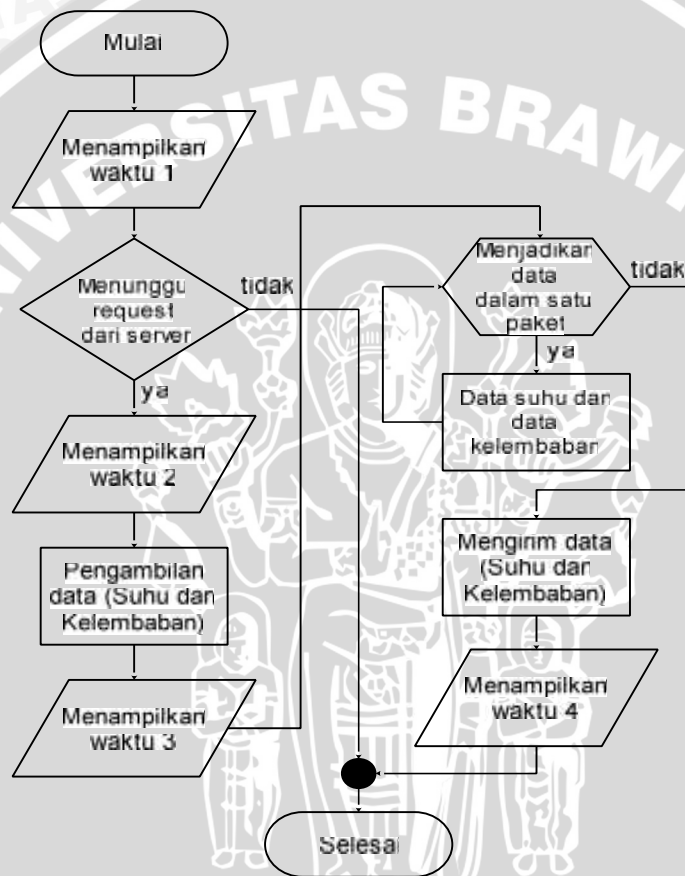 Mulai
Menampilkan
waktu 1
Menunggu
request
dari server
tidak
ya
Menampilkan
waktu 2
Pengambilan
data (Suhu dan
Kelembaban)
Menampilkan
waktu 3
Menjadikan
data
dalam satu
paket
tidak
ya
Data suhu dan
data
kelembaban
Mengirim data
(Suhu dan
Kelembaban)
Menampilkan
waktu 4
Selesai
UNIVERSITAS BRAWI